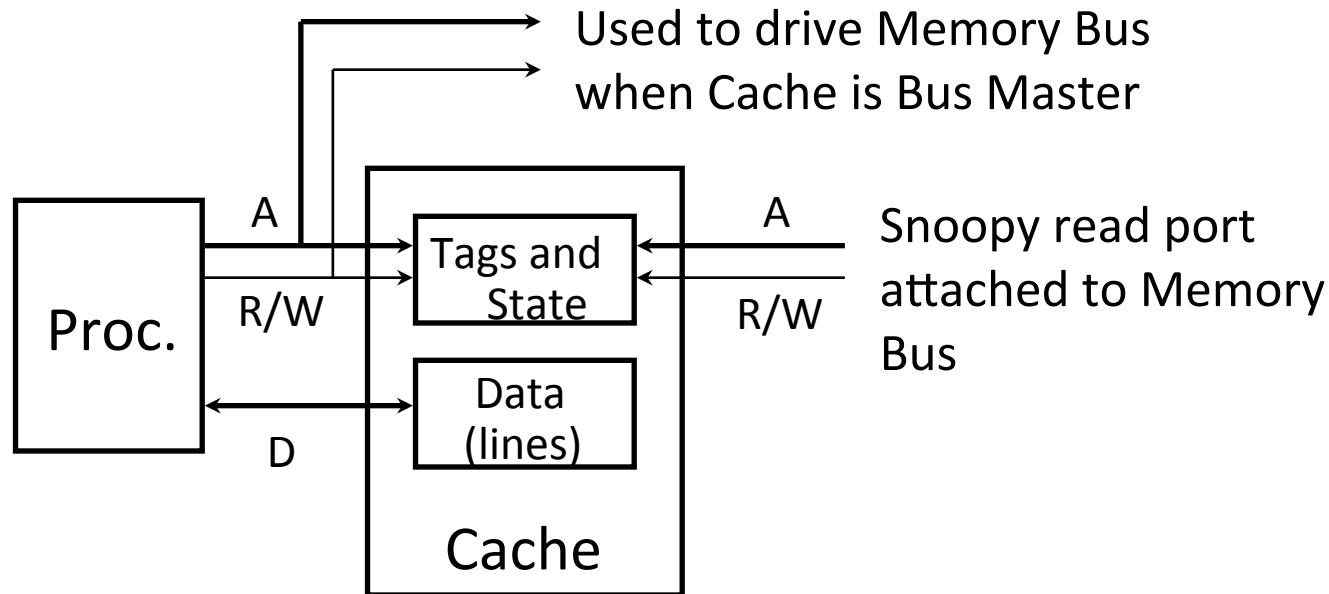 Used to drive Memory Bus
when Cache is Bus Master
A
A
Snoopy read port
attached to Memory
Bus
Tags and
State
R/W
R/W
Proc.
Data
(lines)
D
Cache